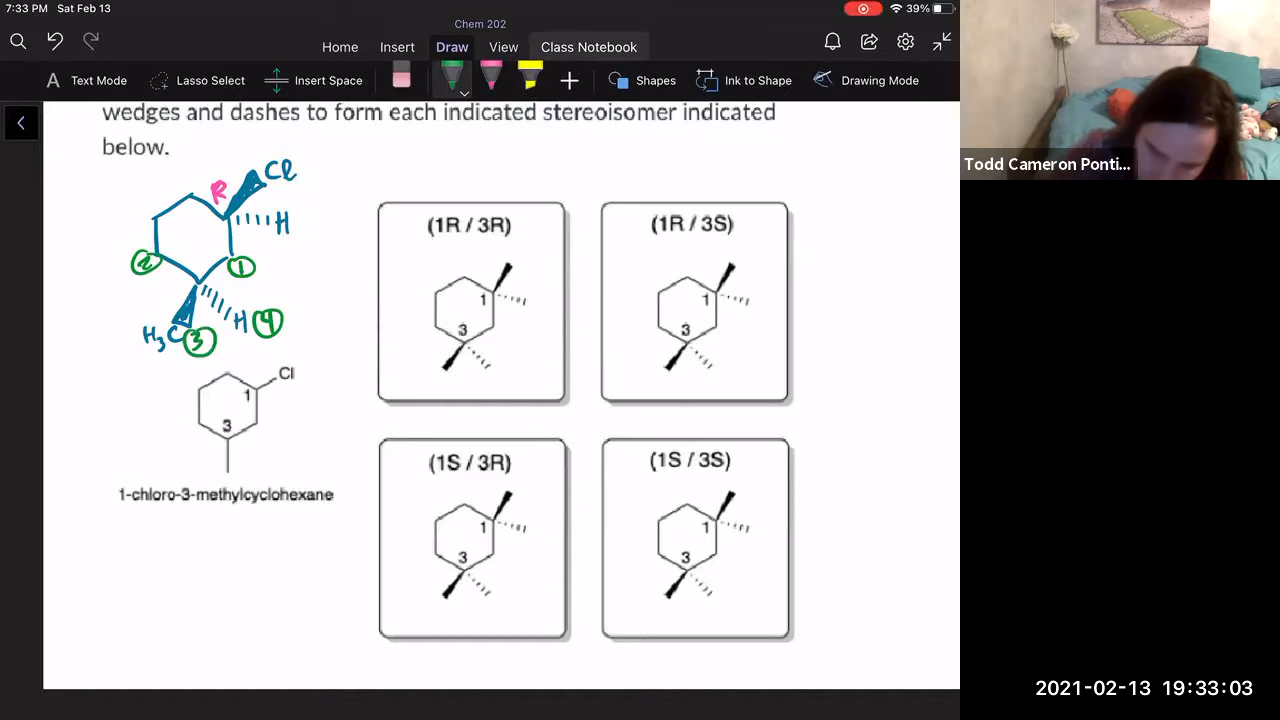 7:33 PM Sat Feb 13
39%
Chem 202
Home Insert Draw View Class Notebook
Text Mode Lasso Select Insert Space Shapes Ink to Shape Drawing Mode
wedges and dashes to form each indicated stereoisomer indicated
below.
R Cl
H
2 1
H3C 3 H 4
Cl
1
3
1-chloro-3-methylcyclohexane
(1R / 3R)
1
3
(1R / 3S)
1
3
(1S / 3R)
1
3
(1S / 3S)
1
3
Todd Cameron Ponti...
2021-02-13 19:33:03